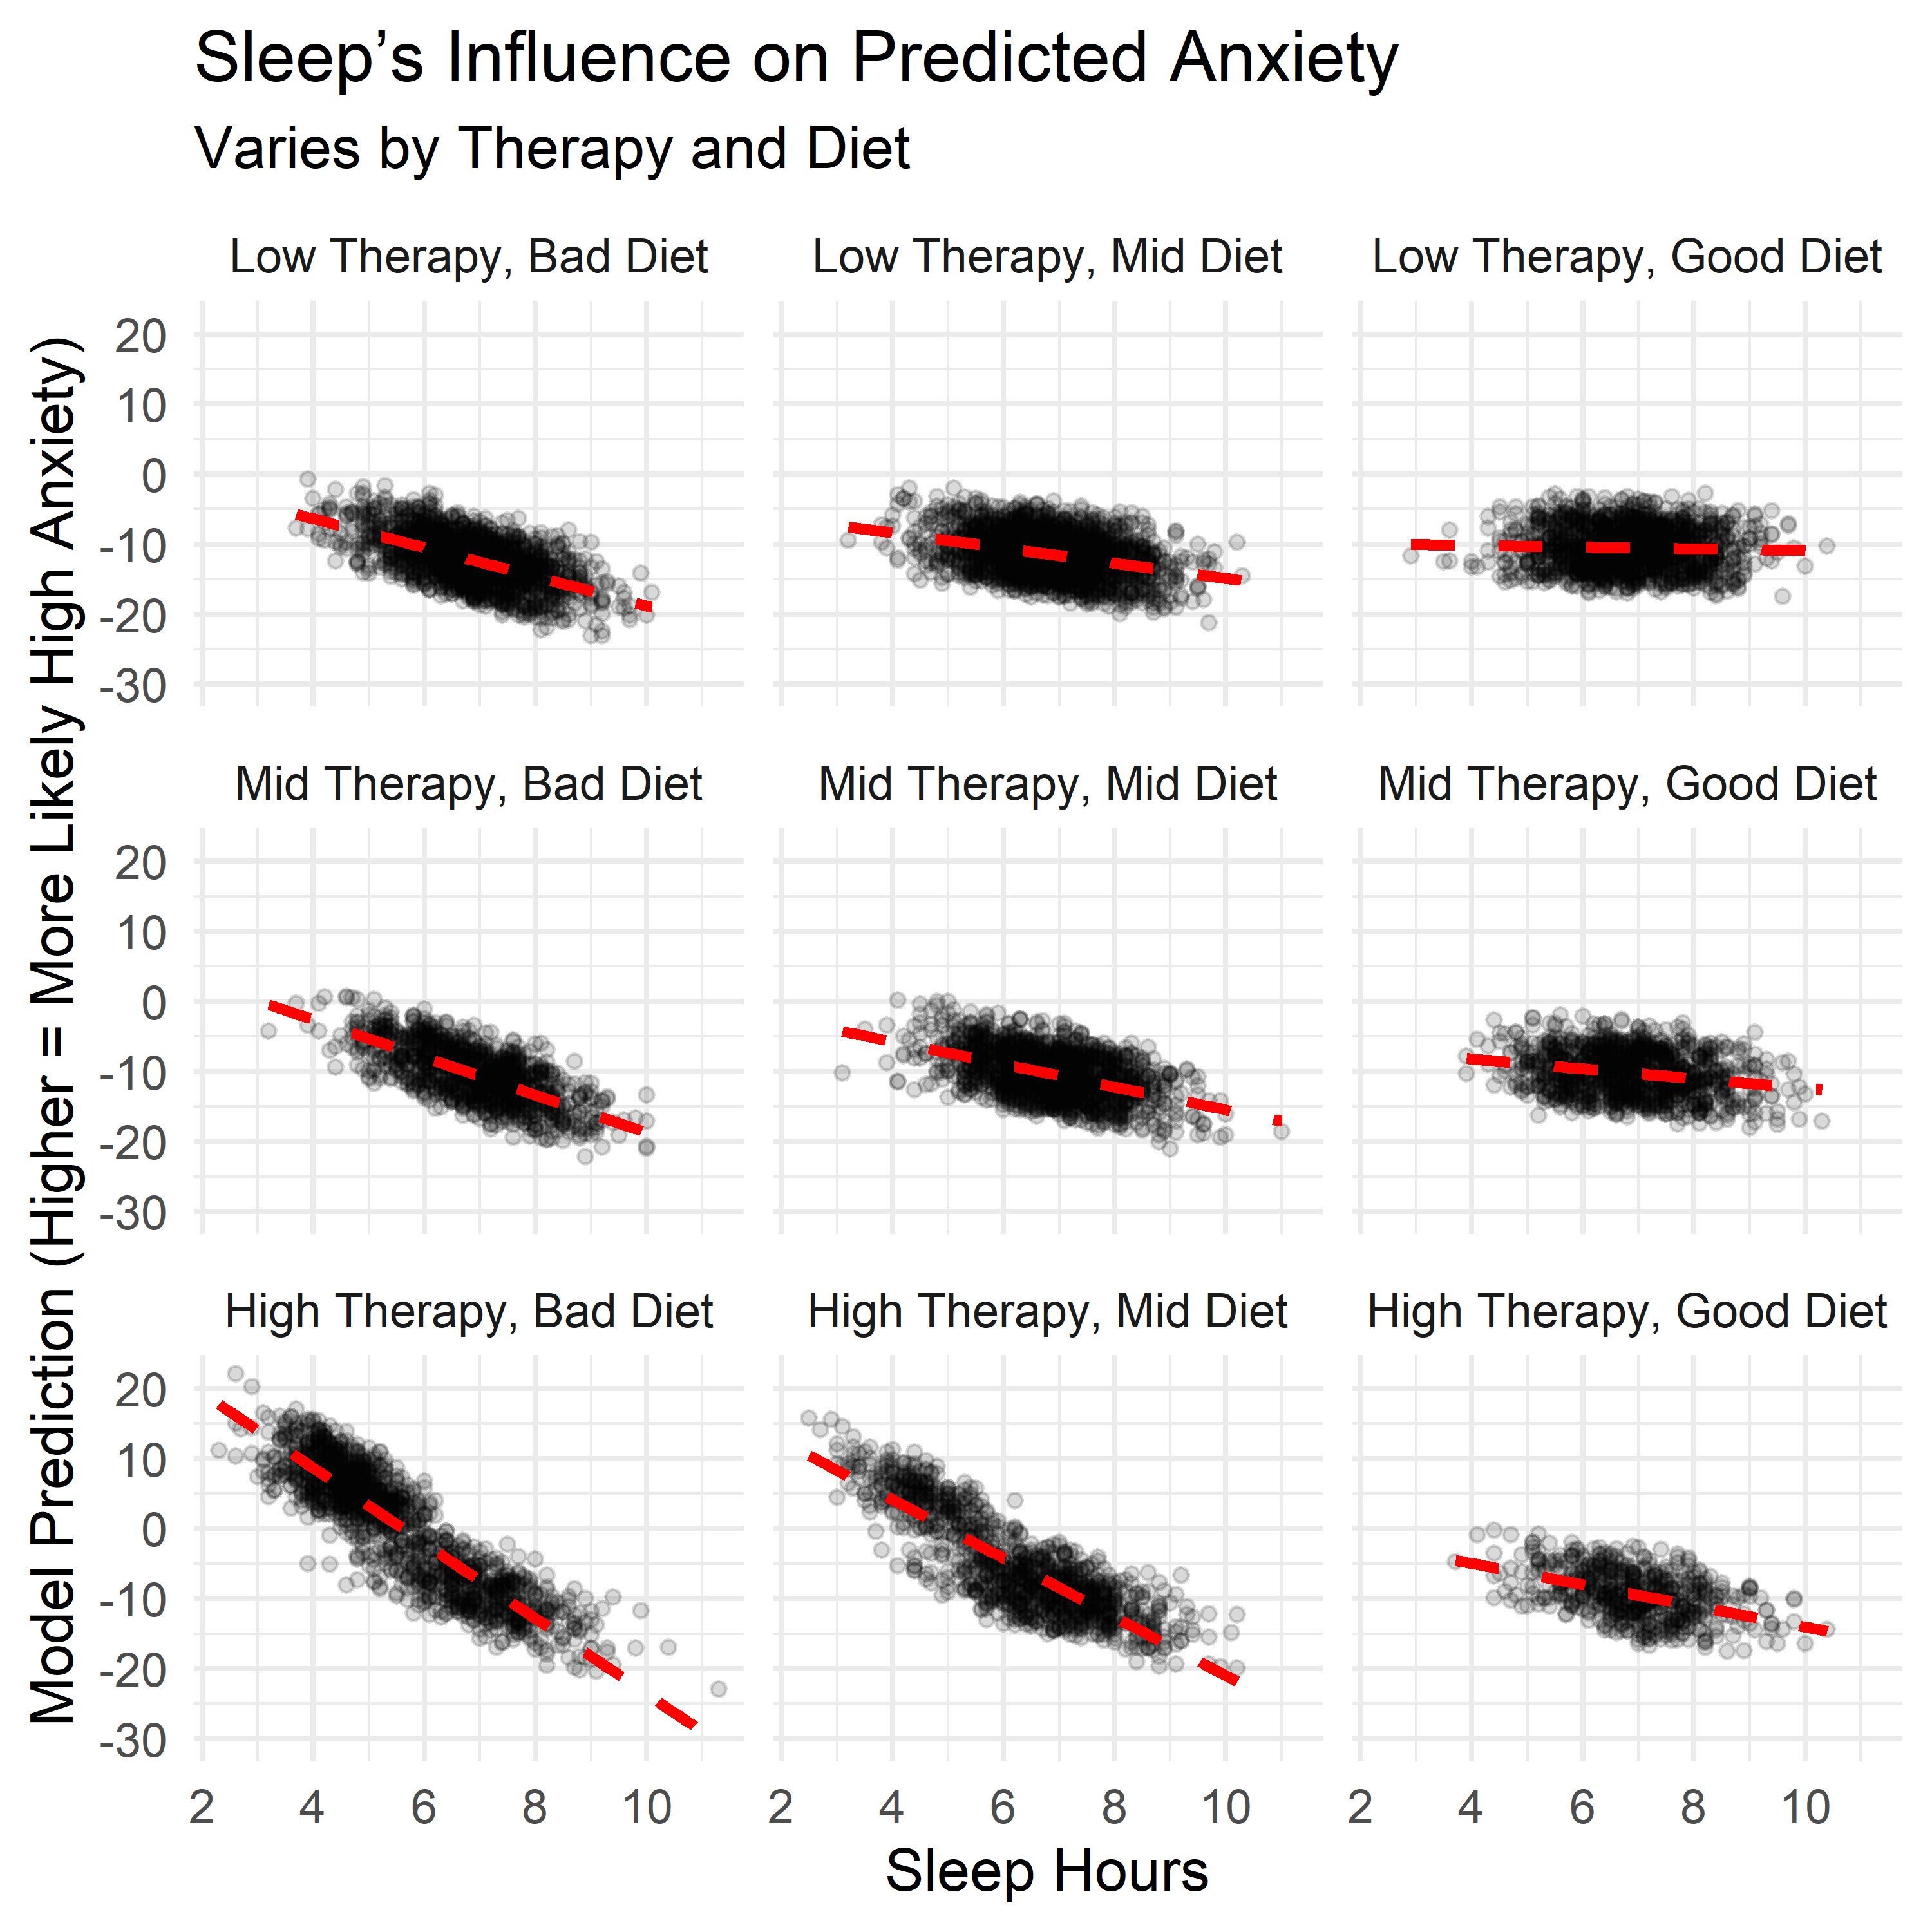 Sleep’s Influence on Predicted Anxiety
Varies by Therapy and Diet
Model Prediction (Higher = More Likely High Anxiety)
Low Therapy, Bad Diet
Low Therapy, Mid Diet
Low Therapy, Good Diet
20
10
0
-10
-20
-30
Mid Therapy, Bad Diet
Mid Therapy, Mid Diet
Mid Therapy, Good Diet
20
10
0
-10
-20
-30
High Therapy, Bad Diet
High Therapy, Mid Diet
High Therapy, Good Diet
20
10
0
-10
-20
-30
2 4 6 8 10
2 4 6 8 10
2 4 6 8 10
Sleep Hours